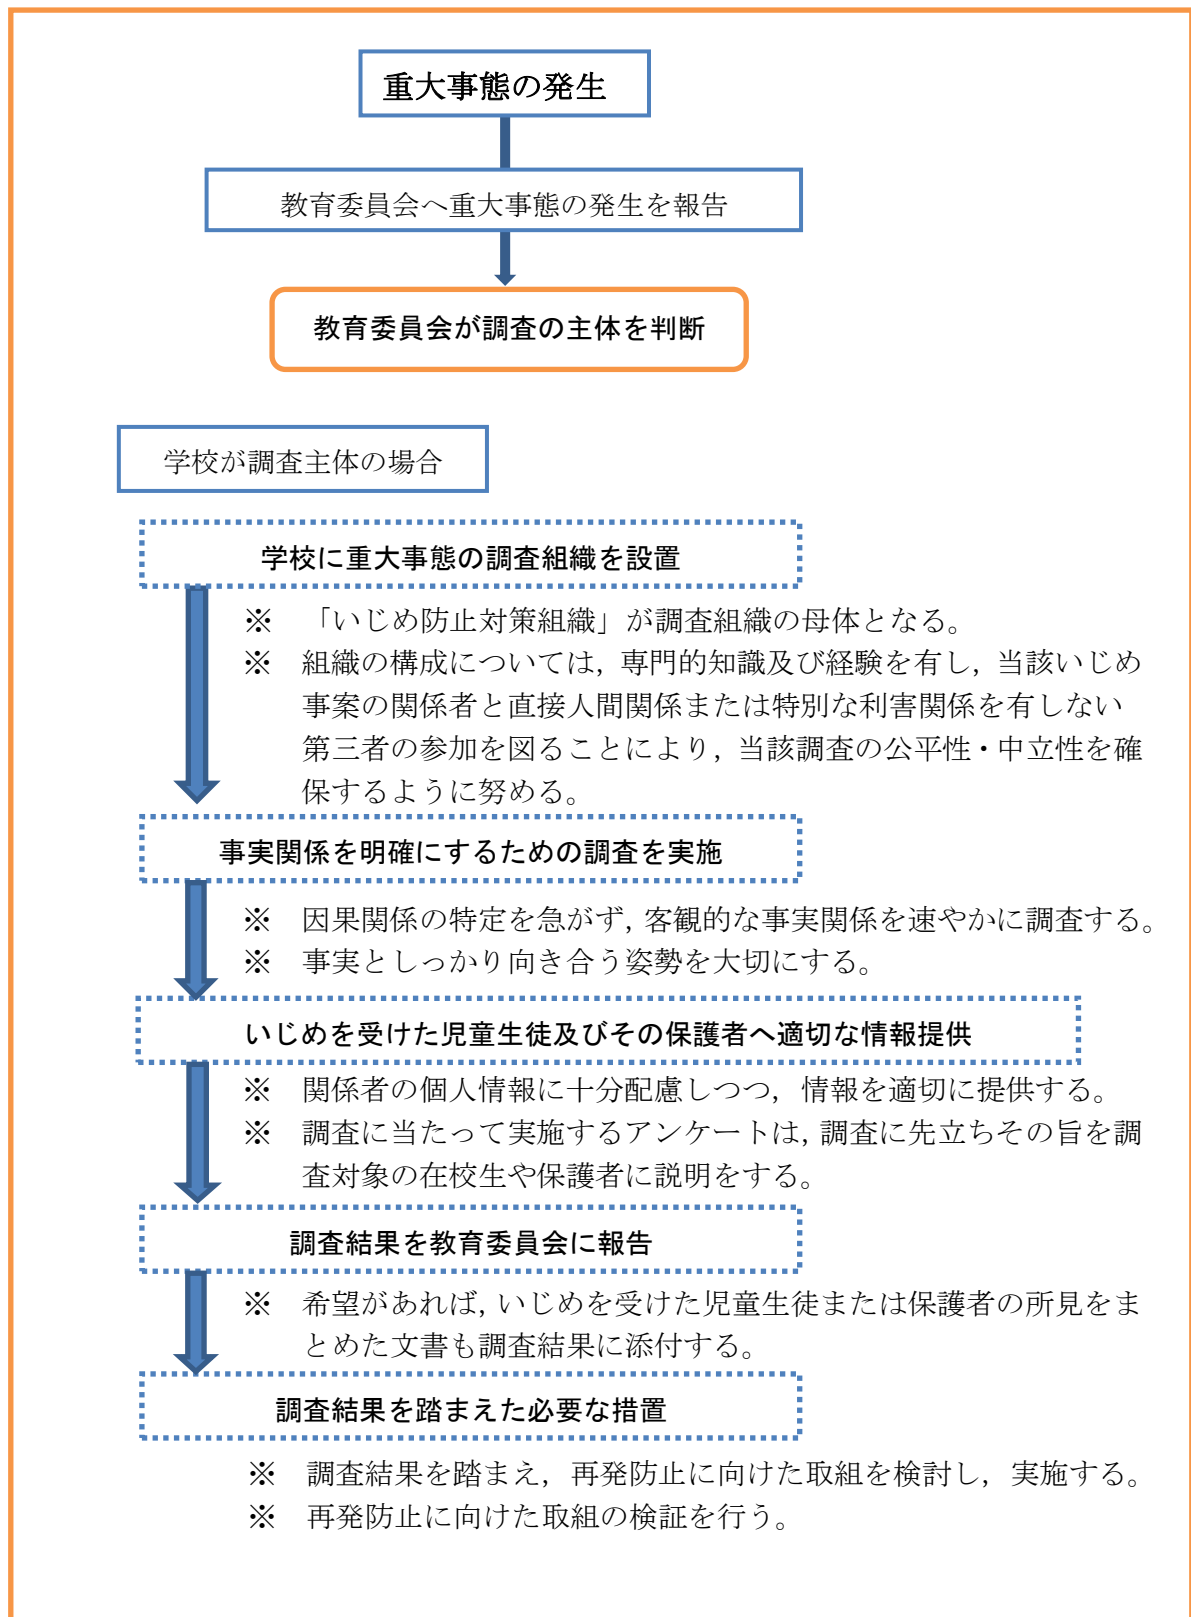 重大事態の発生
教育委員会へ重大事態の発生を報告
教育委員会が調査の主体を判断
学校が調査主体の場合
学校に重大事態の調査組織を設置
※ 「いじめ防止対策組織」が調査組織の母体となる。
※ 組織の構成については，専門的知識及び経験を有し，当該いじめ
事案の関係者と直接人間関係または特別な利害関係を有しない
第三者の参加を図ることにより，当該調査の公平性・中立性を確
保するように努める。
事実関係を明確にするための調査を実施
※ 因果関係の特定を急がず，客観的な事実関係を速やかに調査する。
※ 事実としっかり向き合う姿勢を大切にする。
いじめを受けた児童生徒及びその保護者へ適切な情報提供
※ 関係者の個人情報に十分配慮しつつ，情報を適切に提供する。
※ 調査に当たって実施するアンケートは，調査に先立ちその旨を調
査対象の在校生や保護者に説明をする。
調査結果を教育委員会に報告
※ 希望があれば，いじめを受けた児童生徒または保護者の所見をま
とめた文書も調査結果に添付する。
調査結果を踏まえた必要な措置
※ 調査結果を踏まえ，再発防止に向けた取組を検討し，実施する。
※ 再発防止に向けた取組の検証を行う。